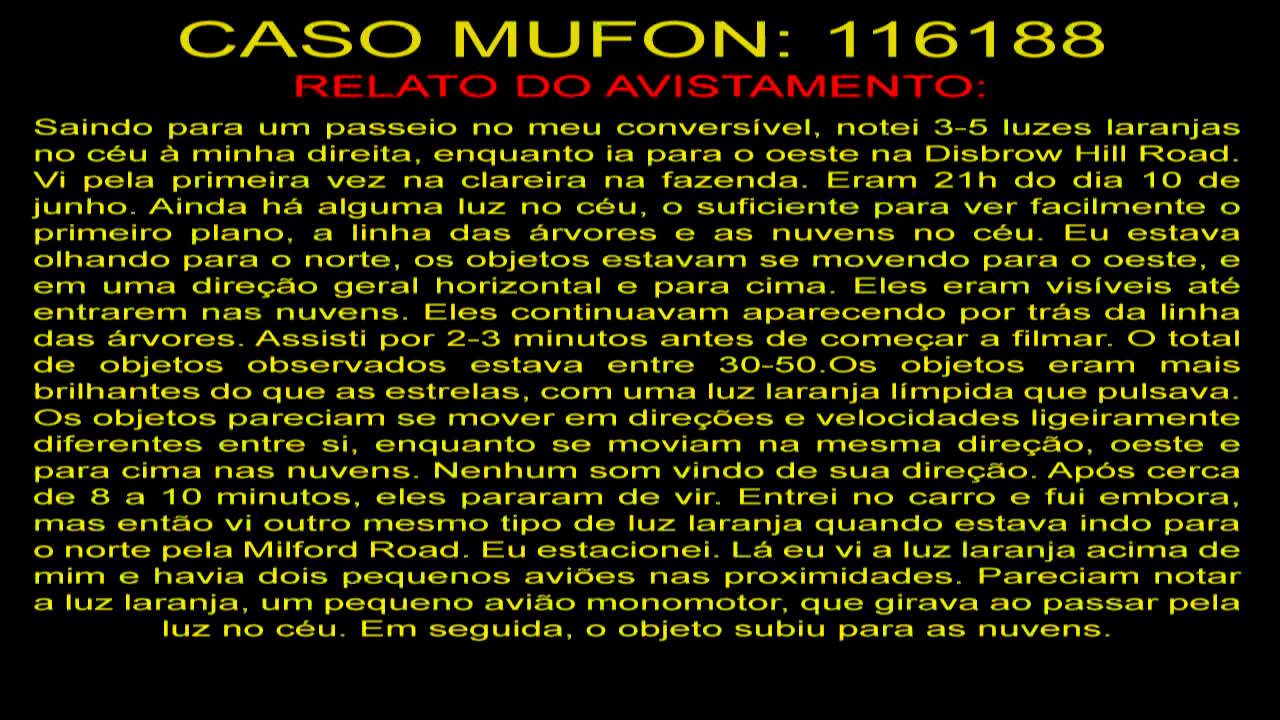 CASO MUFON: 116188
RELATO DO AVISTAMENTO:
Saindo para um passeio no meu conversível, notei 3-5 luzes laranjas
no céu à minha direita, enquanto ia para o oeste na Disbrow Hill Road.
Vi pela primeira vez na clareira na fazenda. Eram 21h do dia 10 de
junho. Ainda há alguma luz no céu, o suficiente para ver facilmente o
primeiro plano, a linha das árvores e as nuvens no céu. Eu estava
olhando para o norte, os objetos estavam se movendo para o oeste, e
em uma direção geral horizontal e para cima. Eles eram visíveis até
entrarem nas nuvens. Eles continuavam aparecendo por trás da linha
das árvores. Assisti por 2-3 minutos antes de começar a filmar. O total
de objetos observados estava entre 30-50.Os objetos eram mais
brilhantes do que as estrelas, com uma luz laranja límpida que pulsava.
Os objetos pareciam se mover em direções e velocidades ligeiramente
diferentes entre si, enquanto se moviam na mesma direção, oeste e
para cima nas nuvens. Nenhum som vindo de sua direção. Após cerca
de 8 a 10 minutos, eles pararam de vir. Entrei no carro e fui embora,
mas então vi outro mesmo tipo de luz laranja quando estava indo para
o norte pela Milford Road. Eu estacionei. Lá eu vi a luz laranja acima de
mim e havia dois pequenos aviões nas proximidades. Pareciam notar
a luz laranja, um pequeno avião monomotor, que girava ao passar pela
luz no céu. Em seguida, o objeto subiu para as nuvens.